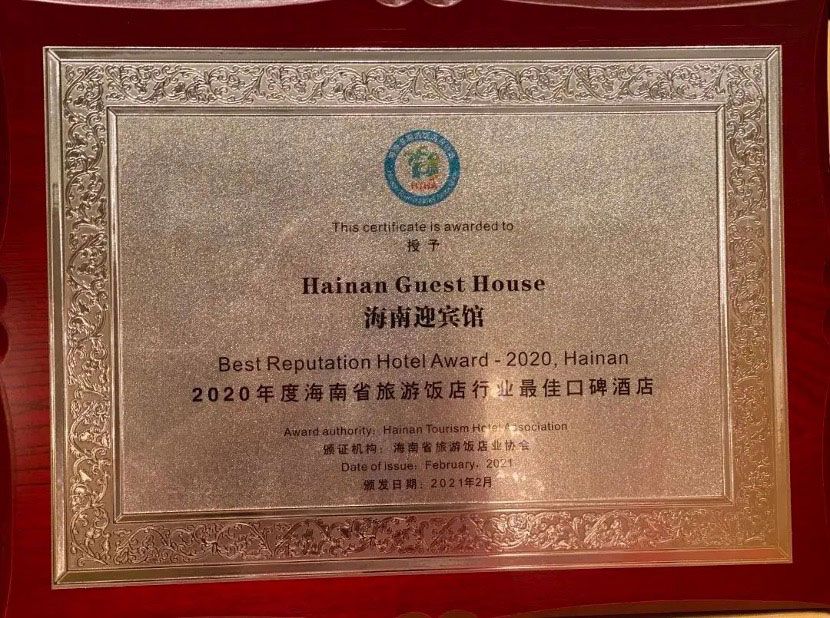 This certificate is awarded to
授予
Hainan Guest House
海南迎宾馆
Best Reputation Hotel Award - 2020, Hainan
2020年度海南省旅游饭店行业最佳口碑酒店
Award authority: Hainan Tourism Hotel Association
颁证机构：海南省旅游饭店业协会
Date of issue: February, 2021
颁发日期：2021年2月